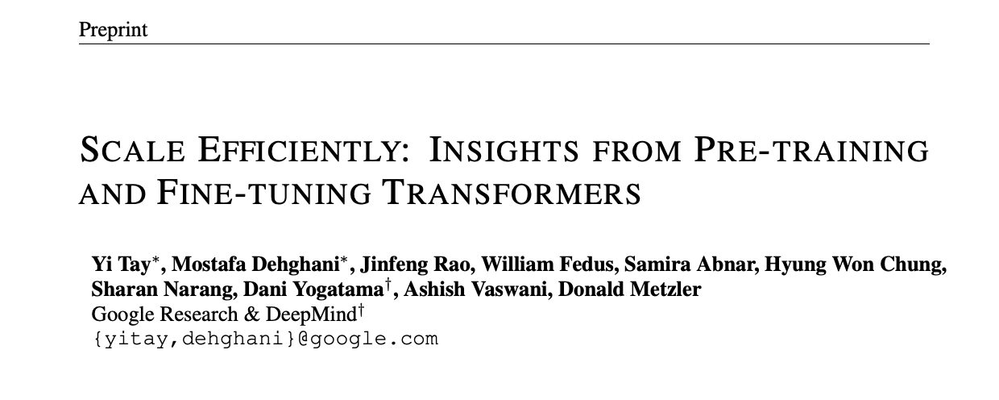 Preprint
SCALE EFFICIENTLY: INSIGHTS FROM PRE-TRAINING
AND FINE-TUNING TRANSFORMERS
Yi Tay*, Mostafa Dehghani*, Jinfeng Rao, William Fedus, Samira Abnar, Hyung Won Chung,
Sharan Narang, Dani Yogatama†, Ashish Vaswani, Donald Metzler
Google Research & DeepMind†
{yitay,dehghani}@google.com